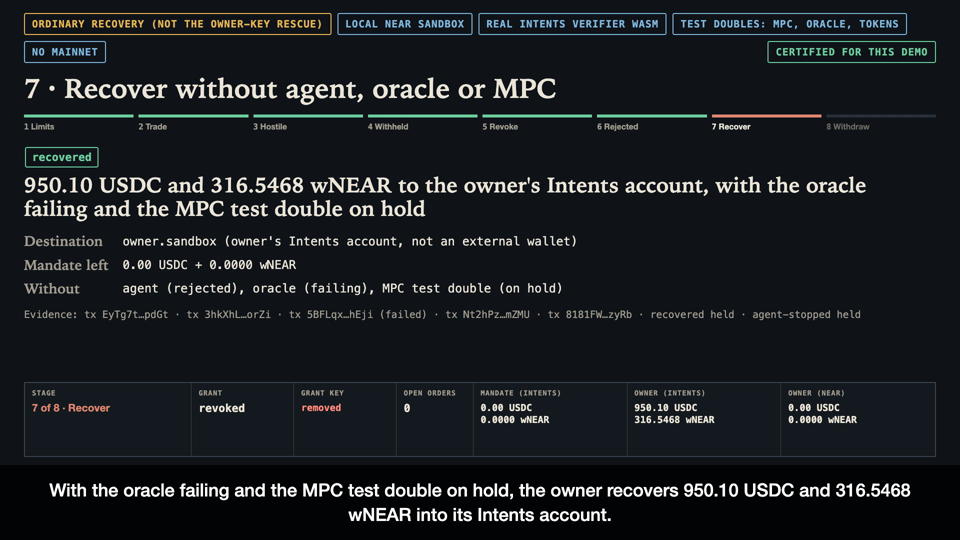 ORDINARY RECOVERY (NOT THE OWNER-KEY RESCUE) LOCAL NEAR SANDBOX REAL INTENTS VERIFIER WASM TEST DOUBLES: MPC, ORACLE, TOKENS
NO MAINNET CERTIFIED FOR THIS DEMO
7 · Recover without agent, oracle or MPC
1 Limits 2 Trade 3 Hostile 4 Withheld 5 Revoke 6 Rejected 7 Recover 8 Withdraw
recovered
950.10 USDC and 316.5468 wNEAR to the owner's Intents account, with the oracle
failing and the MPC test double on hold
Destination owner.sandbox (owner's Intents account, not an external wallet)
Mandate left 0.00 USDC + 0.0000 wNEAR
Without agent (rejected), oracle (failing), MPC test double (on hold)
Evidence: tx EyTg7t…pdGt · tx 3hkXhL…orZi · tx 5BFLqx…hEji (failed) · tx Nt2hPz…mZMU · tx 8181FW…zyRb · recovered held · agent-stopped held
STAGE GRANT GRANT KEY OPEN ORDERS MANDATE (INTENTS) OWNER (INTENTS) OWNER (NEAR)
7 of 8 · Recover revoked removed 0 0.00 USDC 950.10 USDC 0.00 USDC
0.0000 wNEAR 316.5468 wNEAR 0.0000 wNEAR
With the oracle failing and the MPC test double on hold, the owner recovers 950.10 USDC and 316.5468
wNEAR into its Intents account.